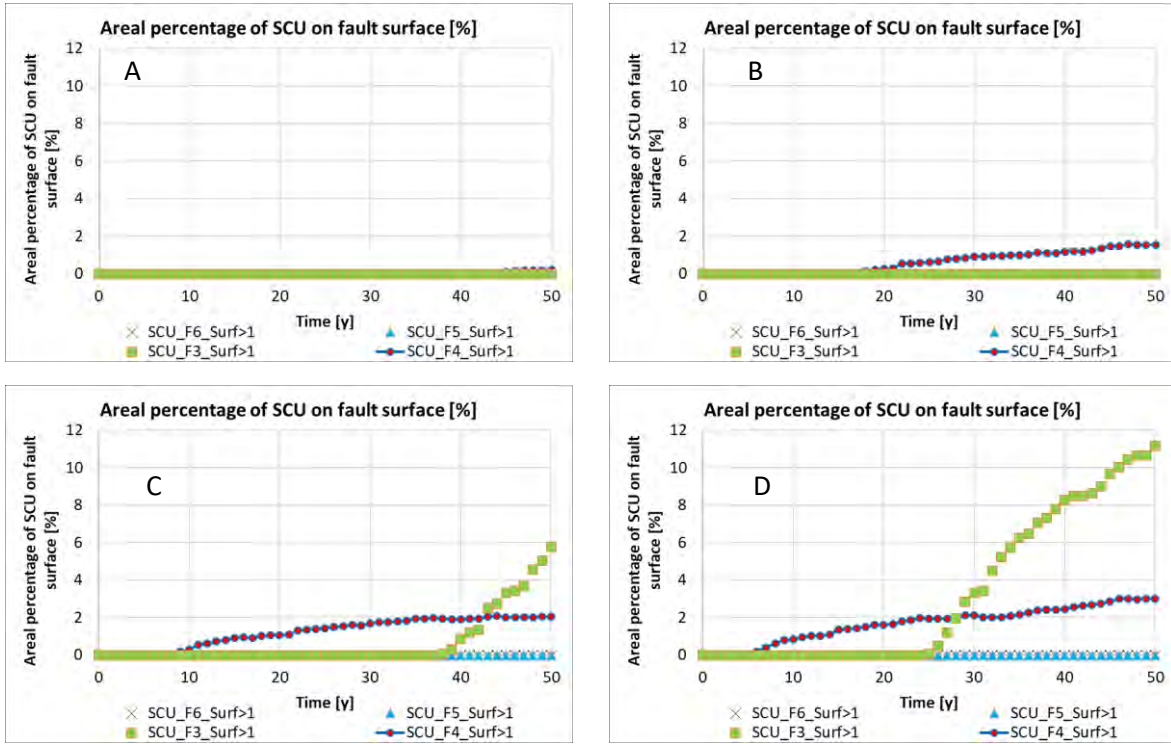 Areal percentage of SCU on fault surface [%]
A
Areal percentage of SCU on fault
surface [%]
12
10
8
6
4
2
0
0 10 20 30 40 50
Time [y]
SCU_F6_Surf>1 SCU_F5_Surf>1
SCU_F3_Surf>1 SCU_F4_Surf>1
Areal percentage of SCU on fault surface [%]
B
Areal percentage of SCU on fault
surface [%]
12
10
8
6
4
2
0
0 10 20 30 40 50
Time [y]
SCU_F6_Surf>1 SCU_F5_Surf>1
SCU_F3_Surf>1 SCU_F4_Surf>1
Areal percentage of SCU on fault surface [%]
C
Areal percentage of SCU on fault
surface [%]
12
10
8
6
4
2
0
0 10 20 30 40 50
Time [y]
SCU_F6_Surf>1 SCU_F5_Surf>1
SCU_F3_Surf>1 SCU_F4_Surf>1
Areal percentage of SCU on fault surface [%]
D
Areal percentage of SCU on fault
surface [%]
12
10
8
6
4
2
0
0 10 20 30 40 50
Time [y]
SCU_F6_Surf>1 SCU_F5_Surf>1
SCU_F3_Surf>1 SCU_F4_Surf>1